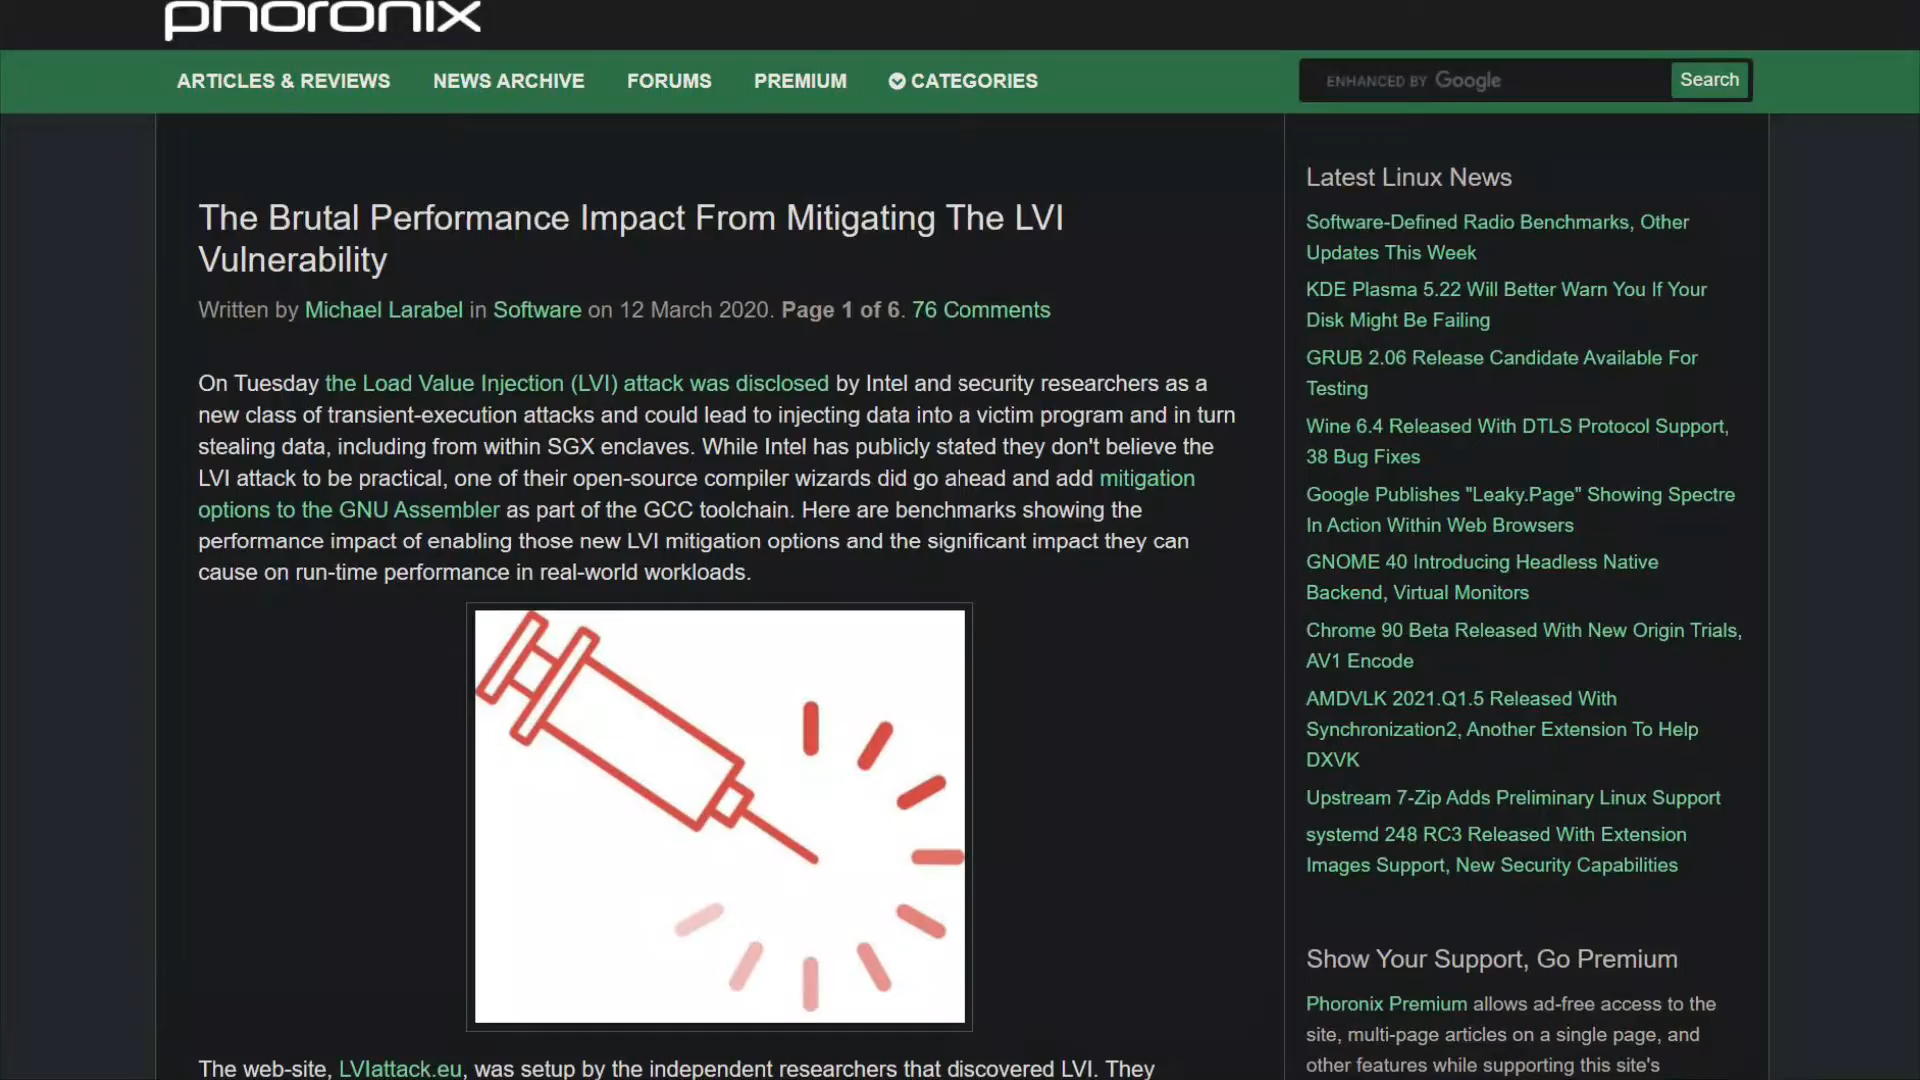 phoronix
ARTICLES & REVIEWS NEWS ARCHIVE FORUMS PREMIUM CATEGORIES
ENHANCED BY Google Search
The Brutal Performance Impact From Mitigating The LVI
Vulnerability
Written by Michael Larabel in Software on 12 March 2020. Page 1 of 6. 76 Comments
On Tuesday the Load Value Injection (LVI) attack was disclosed by Intel and security researchers as a
new class of transient-execution attacks and could lead to injecting data into a victim program and in turn
stealing data, including from within SGX enclaves. While Intel has publicly stated they don't believe the
LVI attack to be practical, one of their open-source compiler wizards did go ahead and add mitigation
options to the GNU Assembler as part of the GCC toolchain. Here are benchmarks showing the
performance impact of enabling those new LVI mitigation options and the significant impact they can
cause on run-time performance in real-world workloads.
The web-site, LVIattack.eu, was setup by the independent researchers that discovered LVI. They
Latest Linux News
Software-Defined Radio Benchmarks, Other
Updates This Week
KDE Plasma 5.22 Will Better Warn You If Your
Disk Might Be Failing
GRUB 2.06 Release Candidate Available For
Testing
Wine 6.4 Released With DTLS Protocol Support,
38 Bug Fixes
Google Publishes "Leaky.Page" Showing Spectre
In Action Within Web Browsers
GNOME 40 Introducing Headless Native
Backend, Virtual Monitors
Chrome 90 Beta Released With New Origin Trials,
AV1 Encode
AMDVLK 2021.Q1.5 Released With
Synchronization2, Another Extension To Help
DXVK
Upstream 7-Zip Adds Preliminary Linux Support
systemd 248 RC3 Released With Extension
Images Support, New Security Capabilities
Show Your Support, Go Premium
Phoronix Premium allows ad-free access to the
site, multi-page articles on a single page, and
other features while supporting this site's